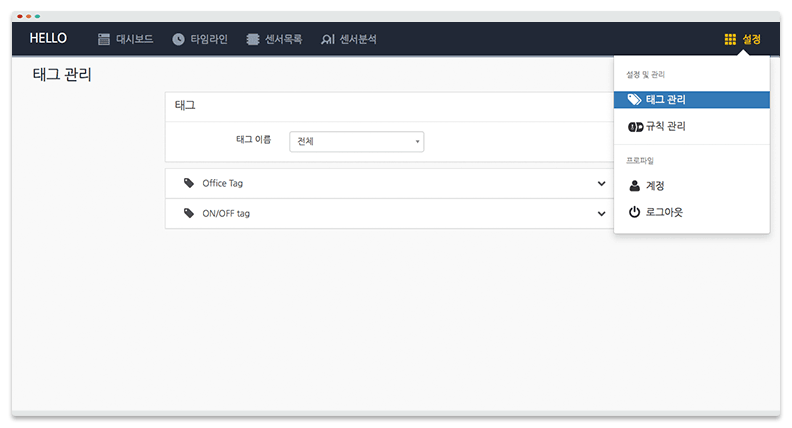 HELLO 대시보드 타임라인 센서목록 센서분석 설정
태그 관리
태그
태그 이름 전체
Office Tag
ON/OFF tag
설정 및 관리
태그 관리
규칙 관리
프로파일
계정
로그아웃